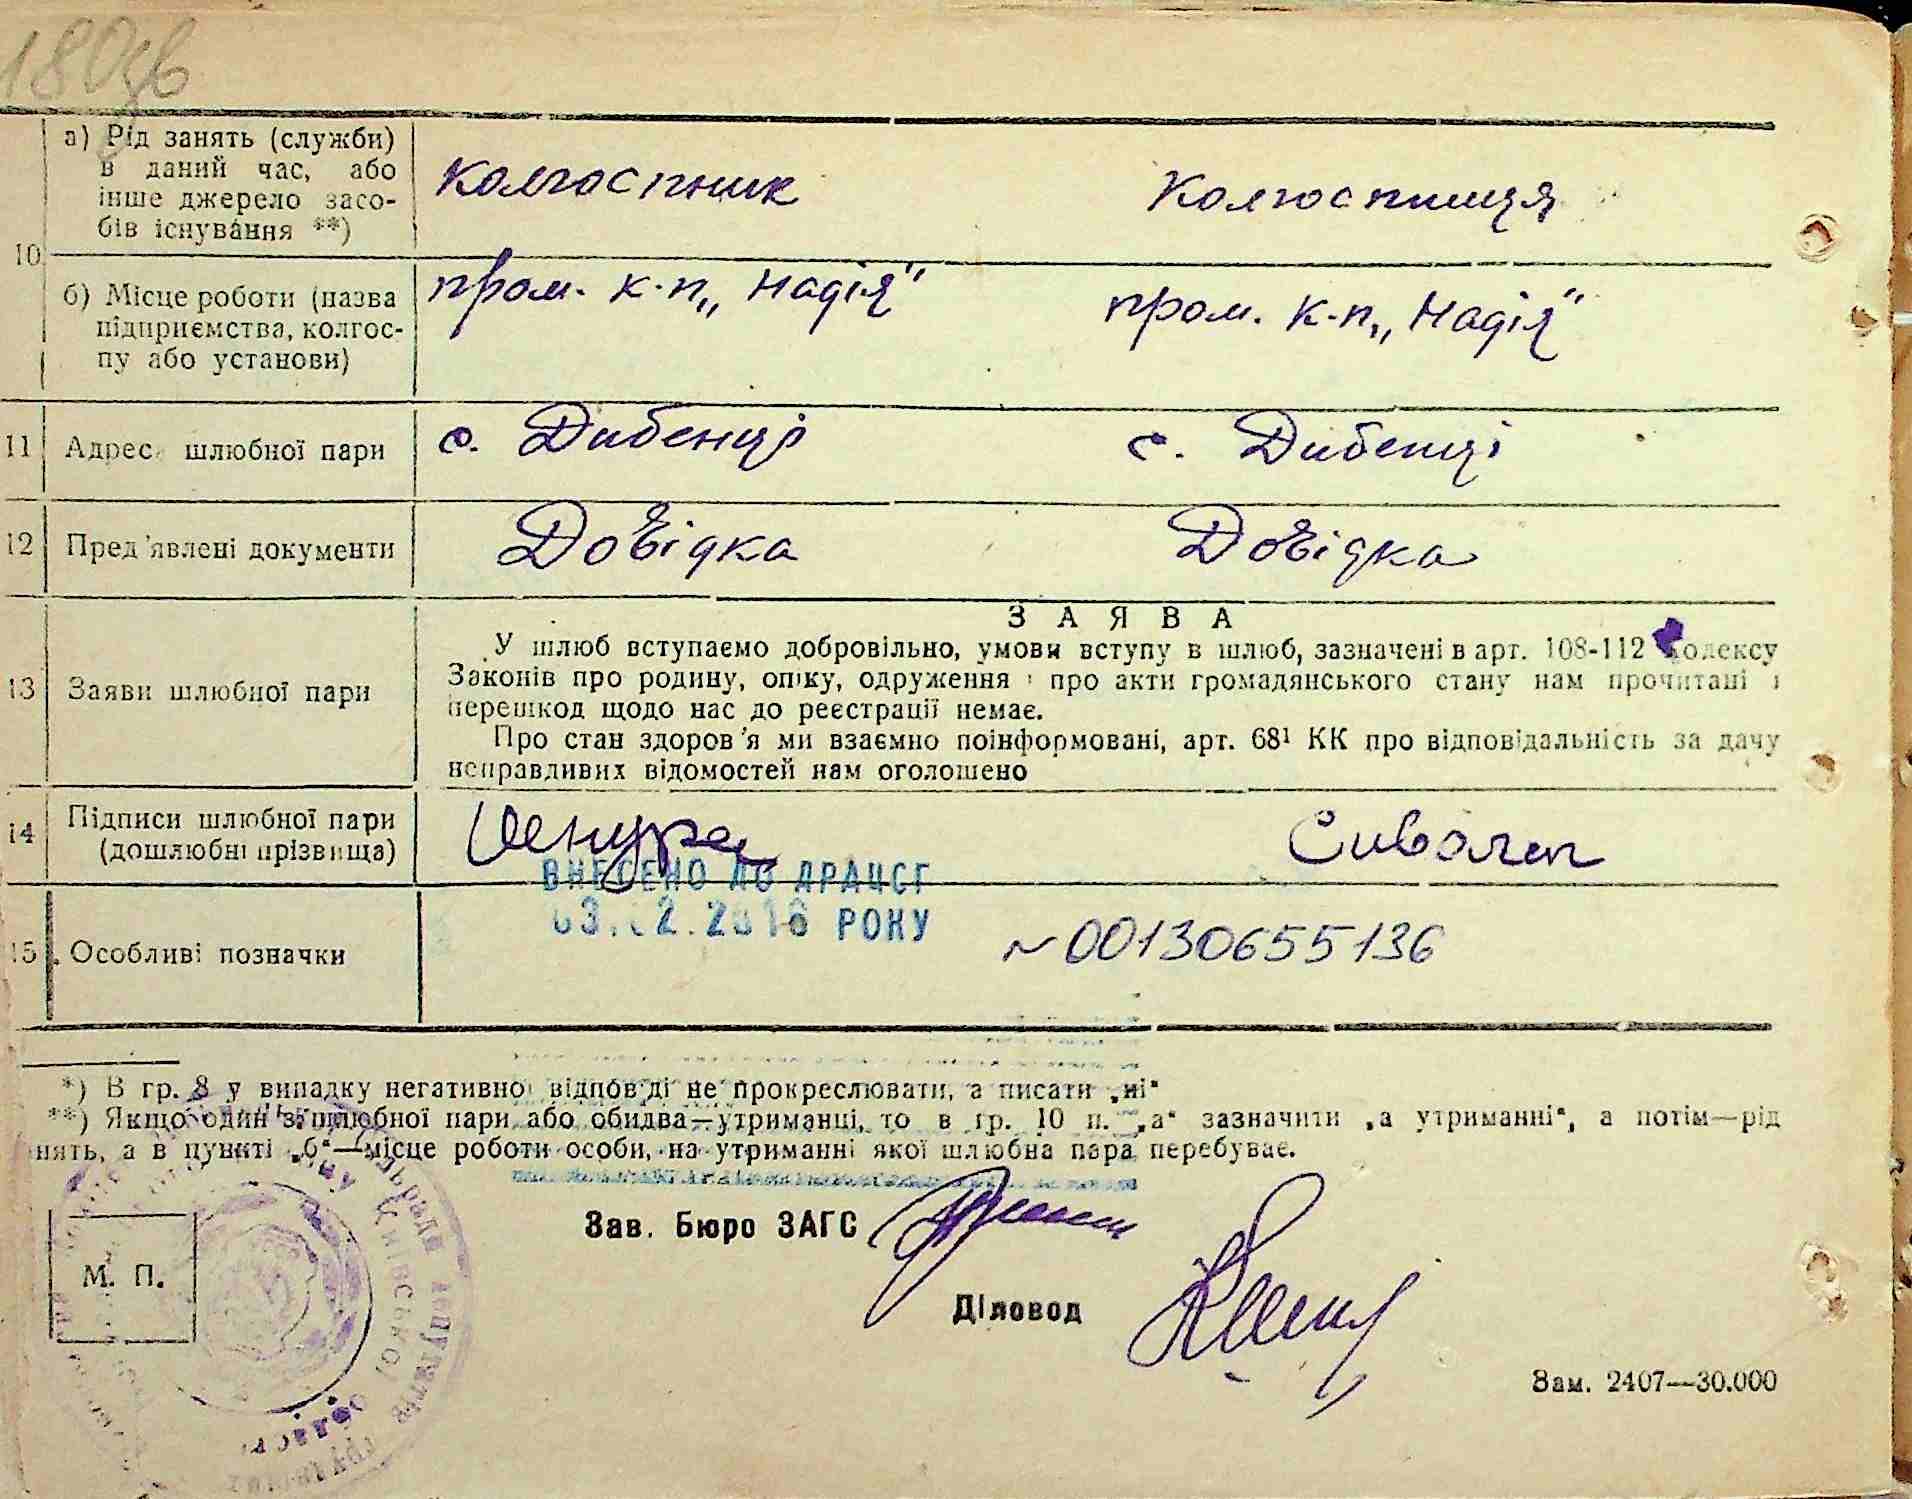 180зв
а) Рід занять (служби) в даний час, або інше джерело засобів існування **)
колгоспник
колгоспниця
10
б) Місце роботи (назва підприємства, колгоспу або установи)
пром. к-п „Надія"
пром. к-п „Надія"
11 Адреса шлюбної пари
с. Дибенці
с. Дибенці
12 Пред'явлені документи
Довідка
Довідка
ЗАЯВА
13 Заяви шлюбної пари
У шлюб вступаємо добровільно, умови вступу в шлюб, зазначені в арт. 108-112 Кодексу
Законів про родину, опіку, одруження і про акти громадянського стану нам прочитані і
перешкод щодо нас до реєстрації немає.
Про стан здоров'я ми взаємно поінформовані, арт. 68¹ КК про відповідальність за дачу
неправдивих відомостей нам оголошено
14 Підписи шлюбної пари (дошлюбні прізвища)
Сиволап
ВНЕСЕНО ДО ДРАЦСГ
РОКУ
15 Особливі позначки
~00130655136
*) В гр. 8 у випадку негативної відповіді не прокреслювати, а писати „ні"
**) Якщо один з шлюбної пари або обидва—утриманці, то в гр. 10 п. „а" зазначити „а утриманні", а потім—рід
нять, а в пункті „б"—місце роботи особи, на утриманні якої шлюбна пара перебуває.
Зав. Бюро ЗАГС
М. П.
Діловод
Зам. 2407—30.000